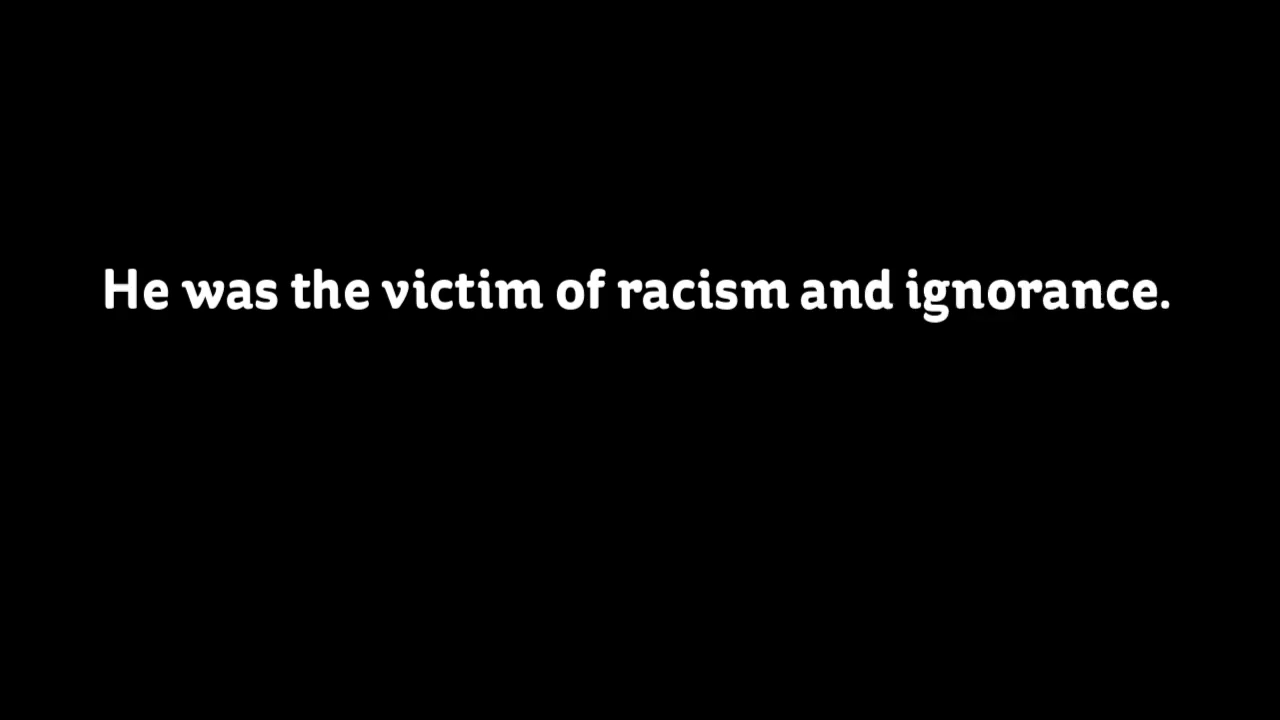 He was the victim of racism and ignorance.